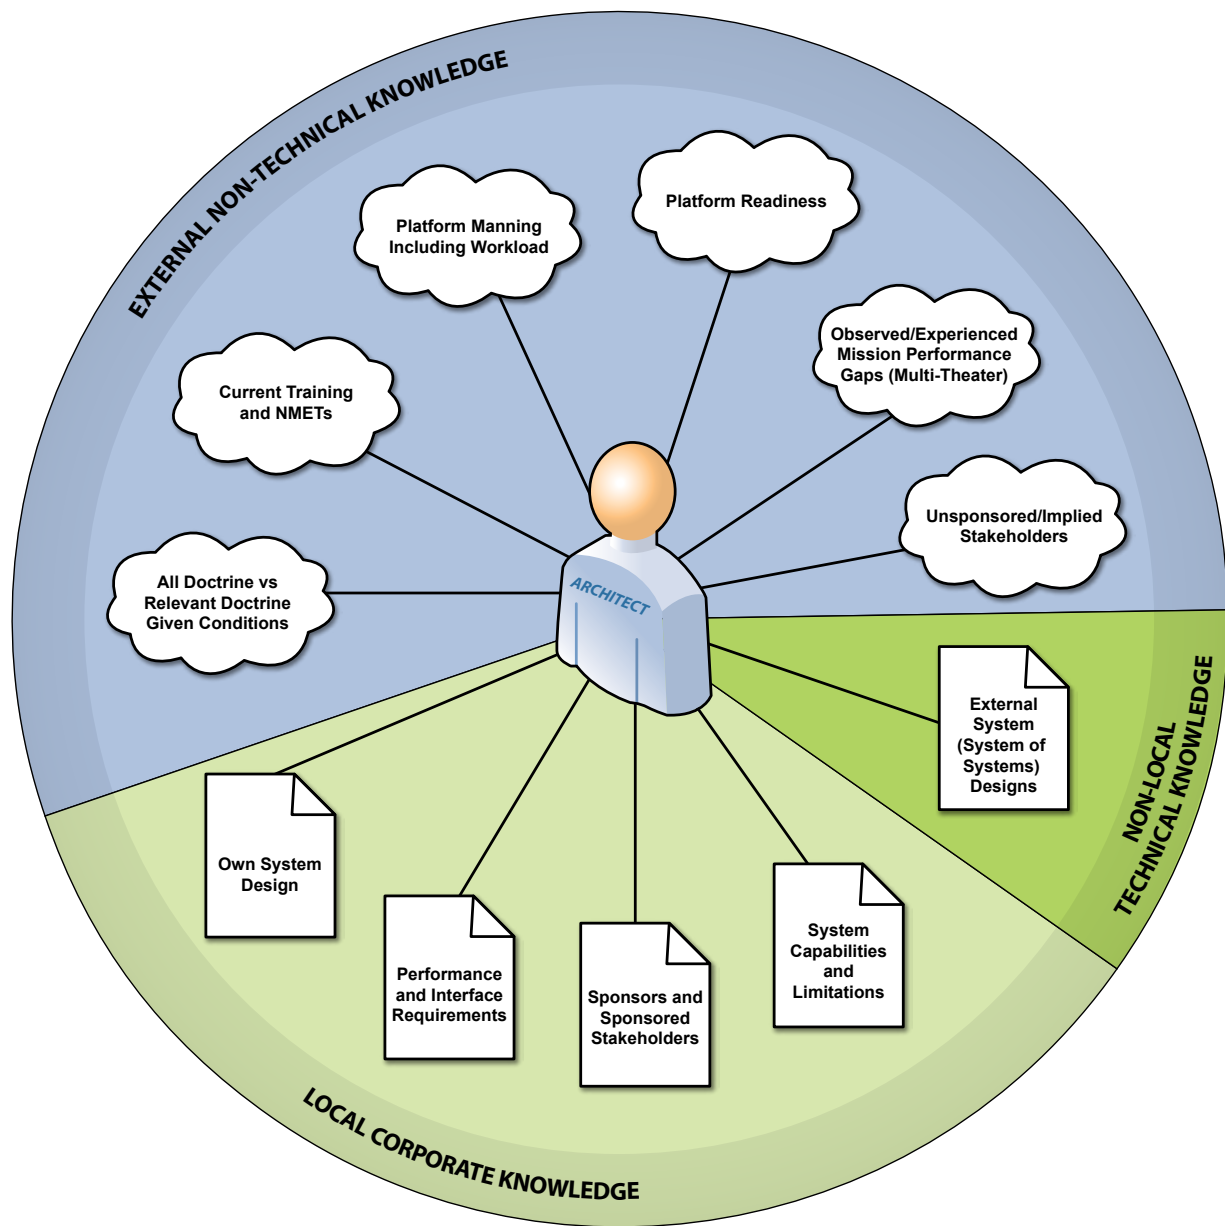 EXTERNAL NON-TECHNICAL KNOWLEDGE
Platform Manning
Including Workload
Platform Readiness
Observed/Experienced
Mission Performance
Gaps (Multi-Theater)
Current Training
and NMETs
Unsponsored/Implied
Stakeholders
All Doctrine vs
Relevant Doctrine
Given Conditions
ARCHITECT
External
System
(System of
Systems)
Designs
NON-LOCAL
TECHNICAL KNOWLEDGE
Own System
Design
Performance
and Interface
Requirements
Sponsors and
Sponsored
Stakeholders
System
Capabilities
and
Limitations
LOCAL CORPORATE KNOWLEDGE